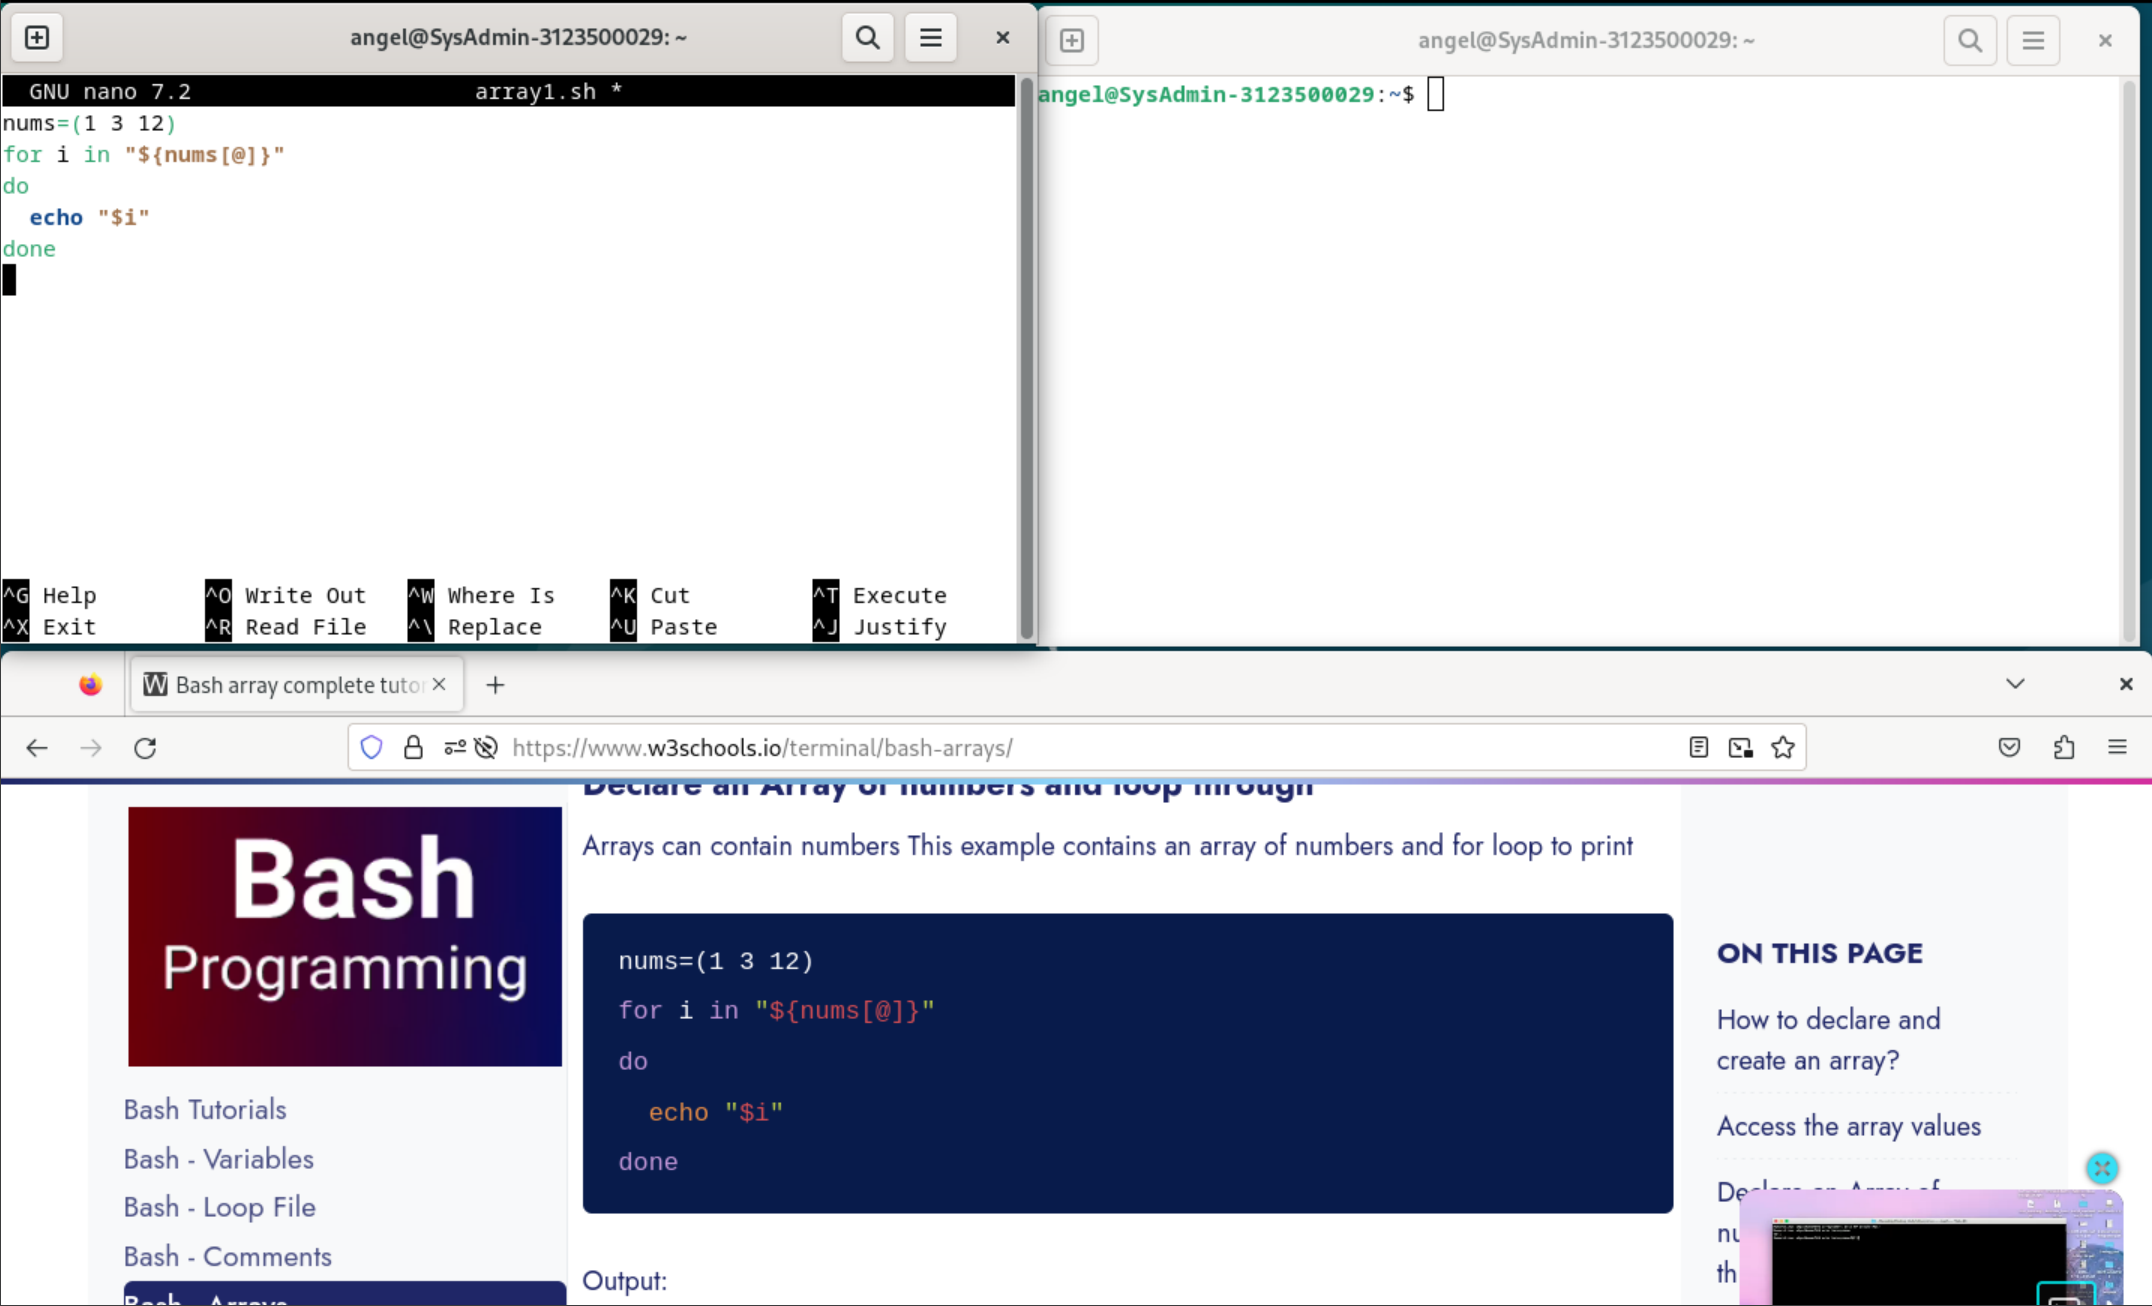 angel@SysAdmin-3123500029: ~
GNU nano 7.2 array1.sh *
nums=(1 3 12)
for i in "${nums[@]}"
do
  echo "$i"
done
^G Help ^O Write Out ^W Where Is ^K Cut ^T Execute
^X Exit ^R Read File ^\ Replace ^U Paste ^J Justify
angel@SysAdmin-3123500029: ~
angel@SysAdmin-3123500029:~$
W Bash array complete tutor
https://www.w3schools.io/terminal/bash-arrays/
Bash
Programming
Bash Tutorials
Bash - Variables
Bash - Loop File
Bash - Comments
Bash - Arrays
Declare an Array of numbers and loop through
Arrays can contain numbers This example contains an array of numbers and for loop to print
nums=(1 3 12)
for i in "${nums[@]}"
do
  echo "$i"
done
Output:
ON THIS PAGE
How to declare and
create an array?
Access the array values
Declare an Array of
nu
th